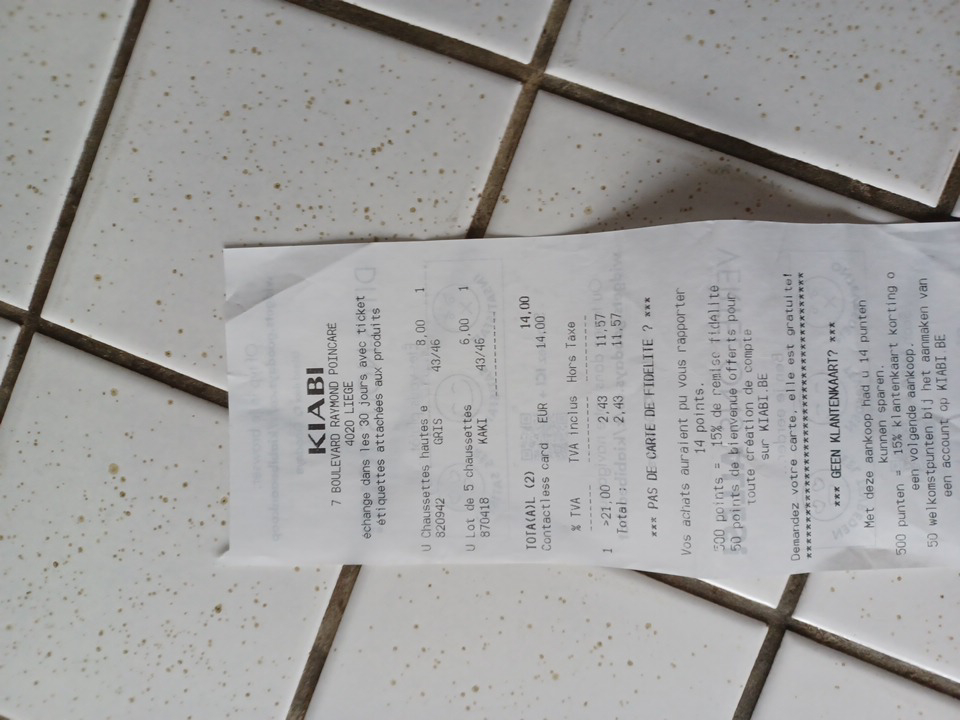 KIABI
7 BOULEVARD RAYMOND POINCARE
4020 LIEGE
echange dans les 30 jours avec ticket
étiquettes attachées aux produits
U Chaussettes hautes e 8,00 1
820942 GRIS 43/46
U Lot de 5 chaussettes 6,00 1
870418 KAKI 43/46
TOTA(A)L (2) 14,00
Contactless card EUR 14,00
% TVA TVA Inclus Hors Taxe
1 >21,00 2,43 11,57
Total: 2,43 11,57
*** PAS DE CARTE DE FIDELITE ? ***
Vos achats auraient pu vous rapporter
14 points.
500 points = 15% de remise fidélité
50 points de bienvenue offerts pour
toute création de compte
sur KIABI.BE
Demandez votre carte, elle est gratuite!
****************************************
*** GEEN KLANTENKAART? ***
Met deze aankoop had u 14 punten
kunnen sparen.
500 punten = 15% klantenkart korting o
een volgende aankoop.
50 welkomstpunten bij het aanmaken van
een account op KIABI BE